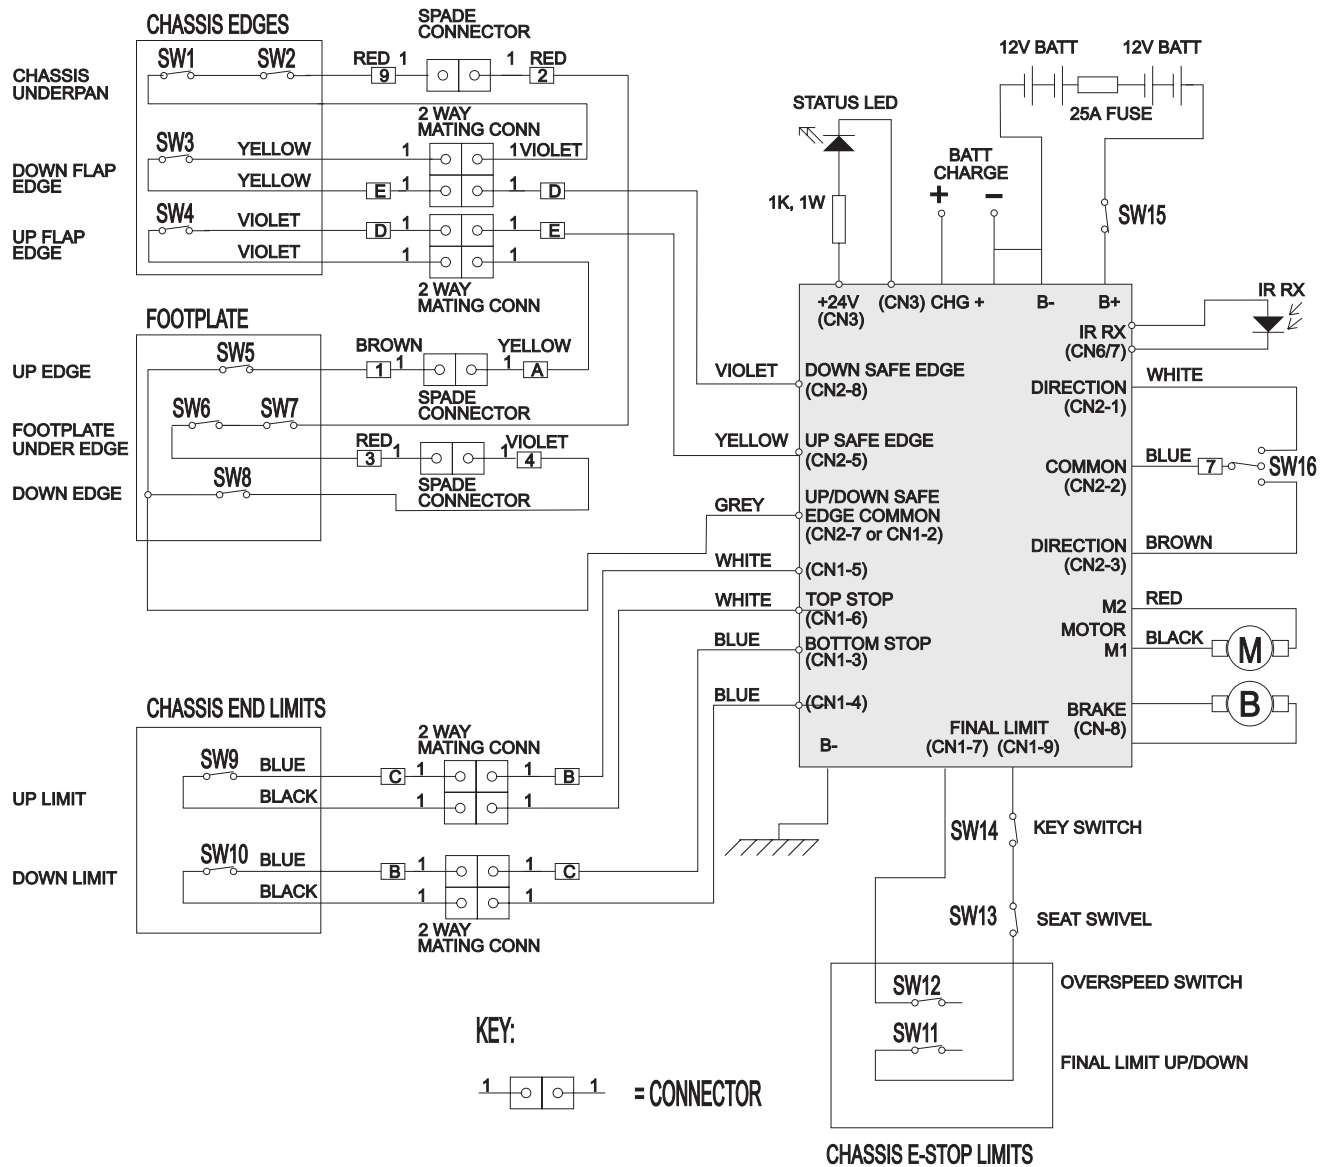 CHASSIS EDGES
SPADE
CONNECTOR
12V BATT
12V BATT
SW1
SW2
RED
1
1
RED
9
2
CHASSIS
UNDERPAN
25A FUSE
STATUS LED
2 WAY
MATING CONN
SW3
YELLOW
1
1
VIOLET
DOWN FLAP
EDGE
YELLOW
E
1
1
D
BATT
CHARGE
+
-
1K, 1W
SW15
SW4
VIOLET
D
1
1
E
UP FLAP
EDGE
VIOLET
1
1
2 WAY
MATING CONN
+24V
(CN3)
(CN3)
CHG +
B-
B+
IR RX
IR RX
(CN6/7)
FOOTPLATE
SW5
BROWN
1
1
1
YELLOW
A
UP EDGE
SPADE
CONNECTOR
VIOLET
DOWN SAFE EDGE
(CN2-8)
DIRECTION
(CN2-1)
WHITE
SW6
SW7
FOOTPLATE
UNDER EDGE
RED
3
1
1
VIOLET
4
YELLOW
UP SAFE EDGE
(CN2-5)
COMMON
(CN2-2)
BLUE
7
SW16
DOWN EDGE
SW8
SPADE
CONNECTOR
GREY
UP/DOWN SAFE
EDGE COMMON
(CN2-7 or CN1-2)
DIRECTION
(CN2-3)
BROWN
WHITE
(CN1-5)
WHITE
TOP STOP
(CN1-6)
M2
RED
MOTOR
M1
BLACK
M
BLUE
BOTTOM STOP
(CN1-3)
BLUE
(CN1-4)
BRAKE
(CN-8)
B
FINAL LIMIT
(CN1-7)
(CN1-9)
B-
CHASSIS END LIMITS
2 WAY
MATING CONN
SW9
BLUE
C
1
1
B
UP LIMIT
BLACK
1
1
SW10
BLUE
B
1
1
C
DOWN LIMIT
BLACK
1
1
2 WAY
MATING CONN
SW14
KEY SWITCH
SW13
SEAT SWIVEL
SW12
OVERSPEED SWITCH
SW11
FINAL LIMIT UP/DOWN
KEY:
1
1
= CONNECTOR
CHASSIS E-STOP LIMITS